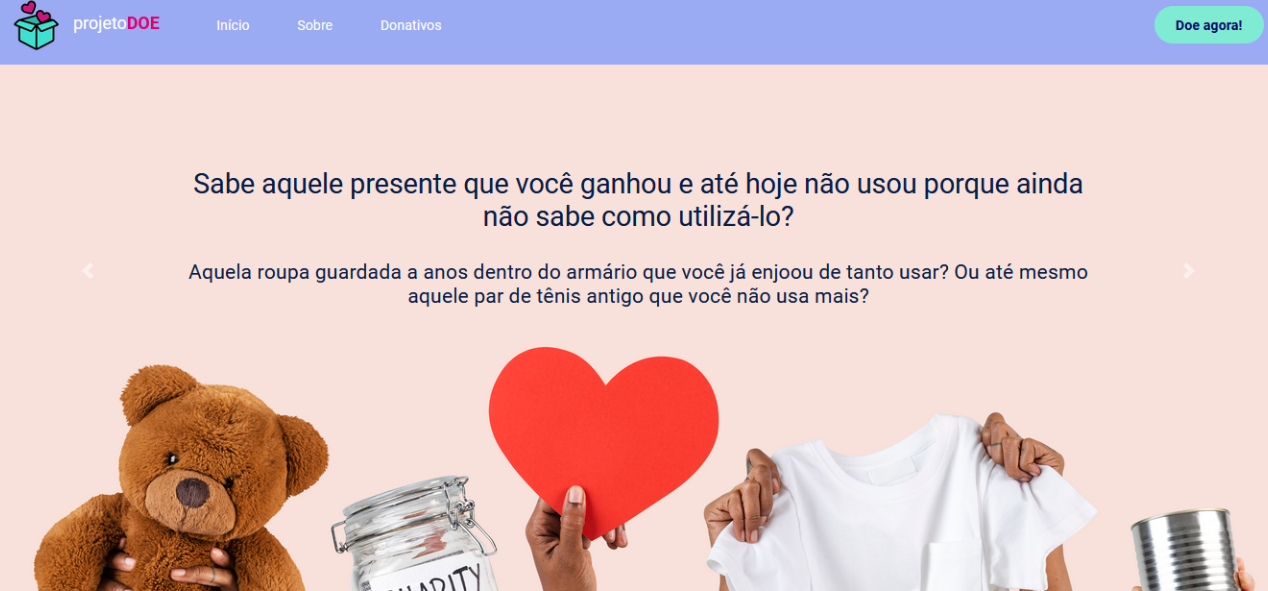 projetoDOE
Início
Sobre
Donativos
Doe agora!
Sabe aquele presente que você ganhou e até hoje não usou porque ainda
não sabe como utilizá-lo?
Aquela roupa guardada a anos dentro do armário que você já enjoou de tanto usar? Ou até mesmo
aquele par de tênis antigo que você não usa mais?
CHARITY